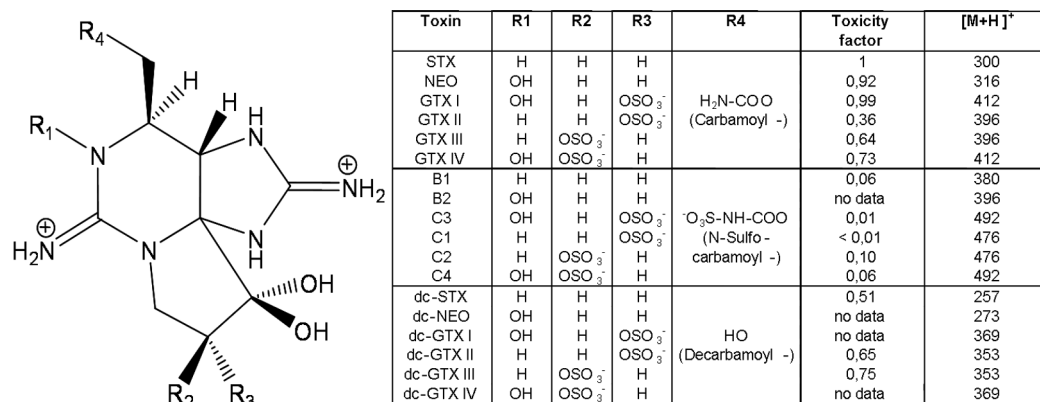 R4
H
H
R1
N
H
N
⊕
NH2
⊕
H2N
N
N
H
OH
OH
R2
R3
Toxin R1 R2 R3 R4 Toxicity factor [M+H]+
STX H H H 1 300
NEO OH H H 0,92 316
GTX I OH H OSO3- H2N-COO 0,99 412
GTX II H H OSO3- (Carbamoyl -) 0,36 396
GTX III H OSO3- H 0,64 396
GTX IV OH OSO3- H 0,73 412
B1 H H H 0,06 380
B2 OH H H no data 396
C3 OH H OSO3- -O3S-NH-COO 0,01 492
C1 H H OSO3- (N-Sulfo- < 0,01 476
C2 H OSO3- H carbamoyl -) 0,10 476
C4 OH OSO3- H 0,06 492
dc-STX H H H 0,51 257
dc-NEO OH H H no data 273
dc-GTX I OH H OSO3- HO no data 369
dc-GTX II H H OSO3- (Decarbamoyl -) 0,65 353
dc-GTX III H OSO3- H 0,75 353
dc-GTX IV OH OSO3- H no data 369